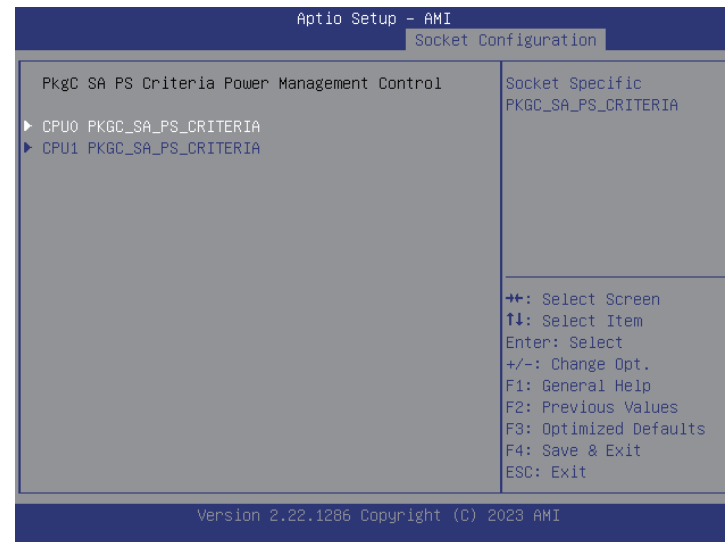 Aptio Setup – AMI
Socket Configuration
PkgC SA PS Criteria Power Management Control
CPU0 PKGC_SA_PS_CRITERIA
CPU1 PKGC_SA_PS_CRITERIA
Socket Specific
PKGC_SA_PS_CRITERIA
→←: Select Screen
↑↓: Select Item
Enter: Select
+/-: Change Opt.
F1: General Help
F2: Previous Values
F3: Optimized Defaults
F4: Save & Exit
ESC: Exit
Version 2.22.1286 Copyright (C) 2023 AMI